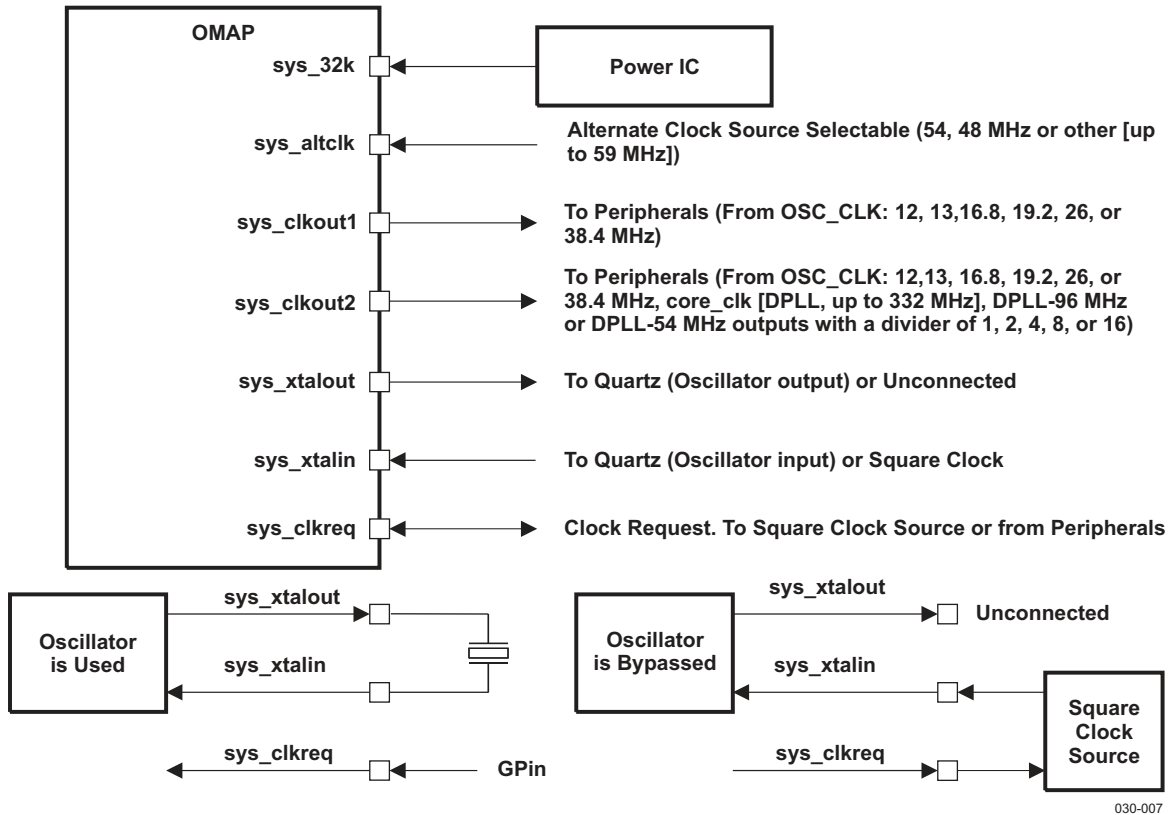 OMAP
sys_32k
Power IC
sys_altclk
Alternate Clock Source Selectable (54, 48 MHz or other [up
to 59 MHz])
sys_clkout1
To Peripherals (From OSC_CLK: 12, 13,16.8, 19.2, 26, or
38.4 MHz)
sys_clkout2
To Peripherals (From OSC_CLK: 12,13, 16.8, 19.2, 26, or
38.4 MHz, core_clk [DPLL, up to 332 MHz], DPLL-96 MHz
or DPLL-54 MHz outputs with a divider of 1, 2, 4, 8, or 16)
sys_xtalout
To Quartz (Oscillator output) or Unconnected
sys_xtalin
To Quartz (Oscillator input) or Square Clock
sys_clkreq
Clock Request. To Square Clock Source or from Peripherals
Oscillator
is Used
sys_xtalout
sys_xtalin
sys_clkreq
GPin
Oscillator
is Bypassed
sys_xtalout
Unconnected
sys_xtalin
Square
Clock
Source
sys_clkreq
030-007